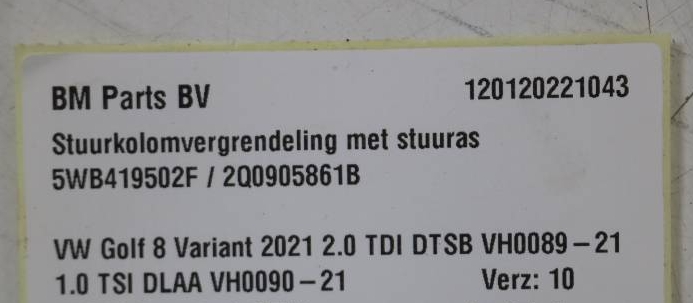 BM Parts BV 120120221043
Stuurkolomvergrendeling met stuuras
5WB419502F / 2Q0905861B
VW Golf 8 Variant 2021 2.0 TDI DTSB VH0089-21
1.0 TSI DLAA VH0090-21 Verz: 10